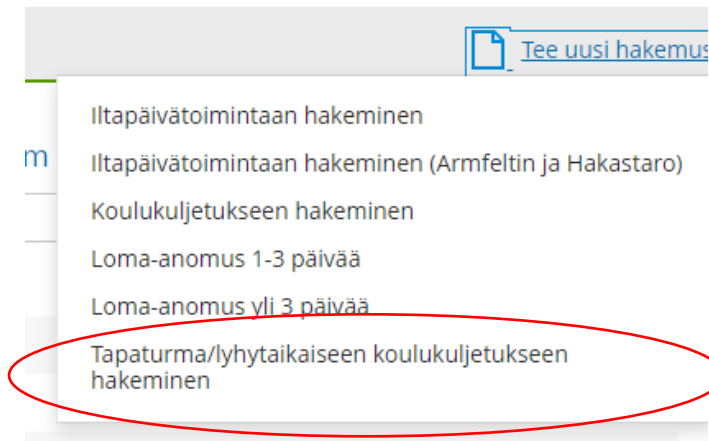 Tee uusi hakemus
Iltapäivätoimintaan hakeminen
m
Iltapäivätoimintaan hakeminen (Armfeltin ja Hakastaro)
Koulukuljetukseen hakeminen
Loma-anomus 1-3 päivää
Loma-anomus yli 3 päivää
Tapaturma/lyhytaikaiseen koulukuljetukseen
hakeminen